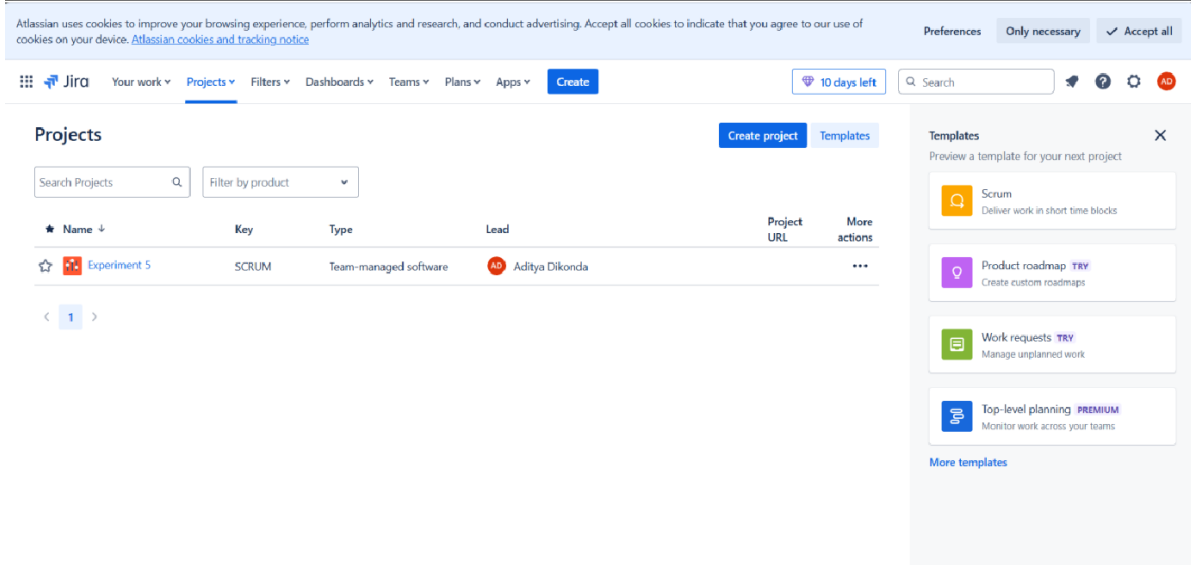 Atlassian uses cookies to improve your browsing experience, perform analytics and research, and conduct advertising. Accept all cookies to indicate that you agree to our use of
cookies on your device. Atlassian cookies and tracking notice
Preferences
Only necessary
Accept all
Jira
Your work
Projects
Filters
Dashboards
Teams
Plans
Apps
Create
10 days left
Search
AD
Projects
Create project
Templates
Search Projects
Filter by product
Name
Key
Type
Lead
Project
URL
More
actions
Experiment 5
SCRUM
Team-managed software
AD
Aditya Dikonda
1
Templates
Preview a template for your next project
Scrum
Deliver work in short time blocks
Product roadmap TRY
Create custom roadmaps
Work requests TRY
Manage unplanned work
Top-level planning PREMIUM
Monitor work across your teams
More templates